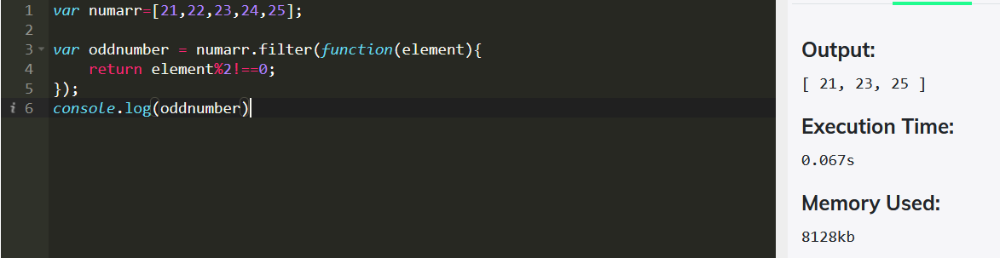 1 var numarr=[21,22,23,24,25];
2
3 var oddnumber = numarr.filter(function(element){
4     return element%2!==0;
5 });
i 6 console.log(oddnumber)
Output:
[ 21, 23, 25 ]
Execution Time:
0.067s
Memory Used:
8128kb